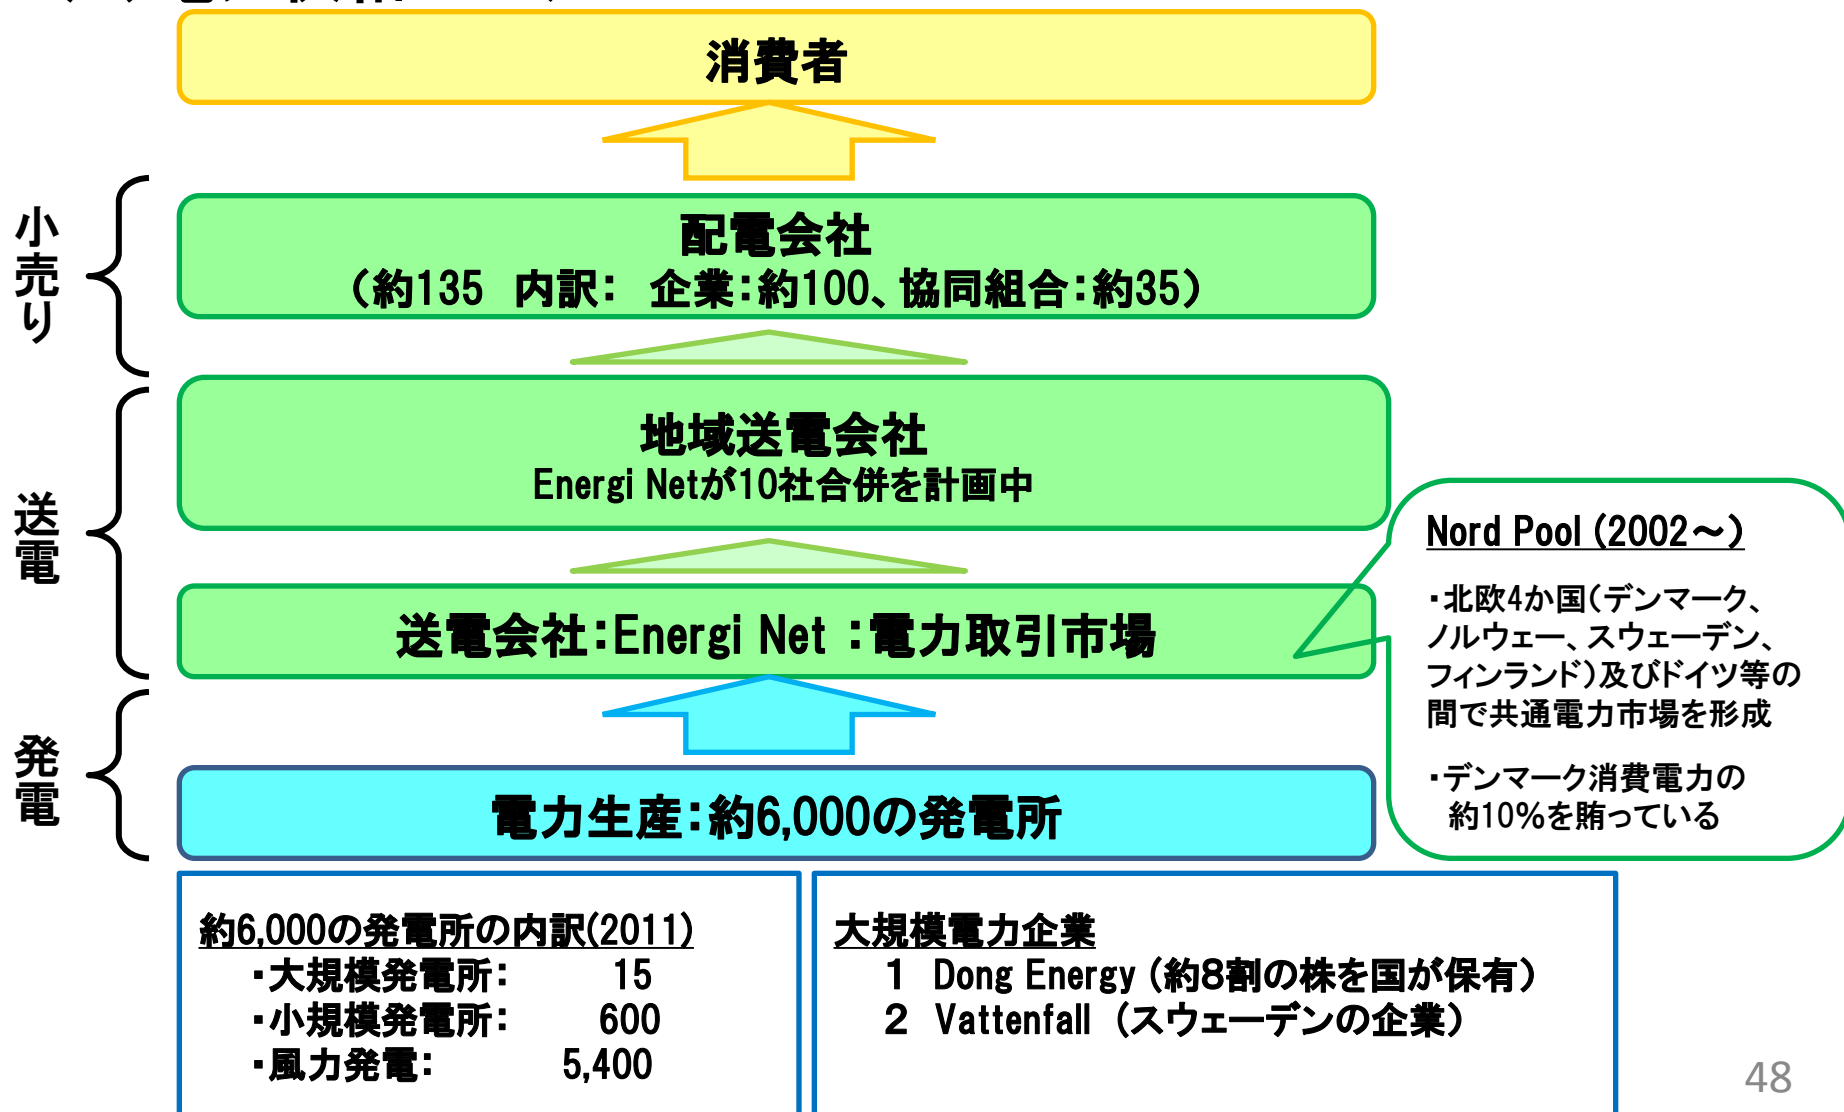 消費者
小売り
配電会社
（約135　内訳：　企業：約100、協同組合：約35）
送電
地域送電会社
Energi Netが10社合併を計画中
送電会社：Energi Net ：電力取引市場
Nord Pool (2002～)
・北欧4か国（デンマーク、
ノルウェー、スウェーデン、
フィンランド）及びドイツ等の
間で共通電力市場を形成
・デンマーク消費電力の
約10％を賄っている
発電
電力生産：約6,000の発電所
約6,000の発電所の内訳(2011)
・大規模発電所：　15
・小規模発電所：　600
・風力発電：　5,400
大規模電力企業
１ Dong Energy (約8割の株を国が保有）
２ Vattenfall （スウェーデンの企業）
48